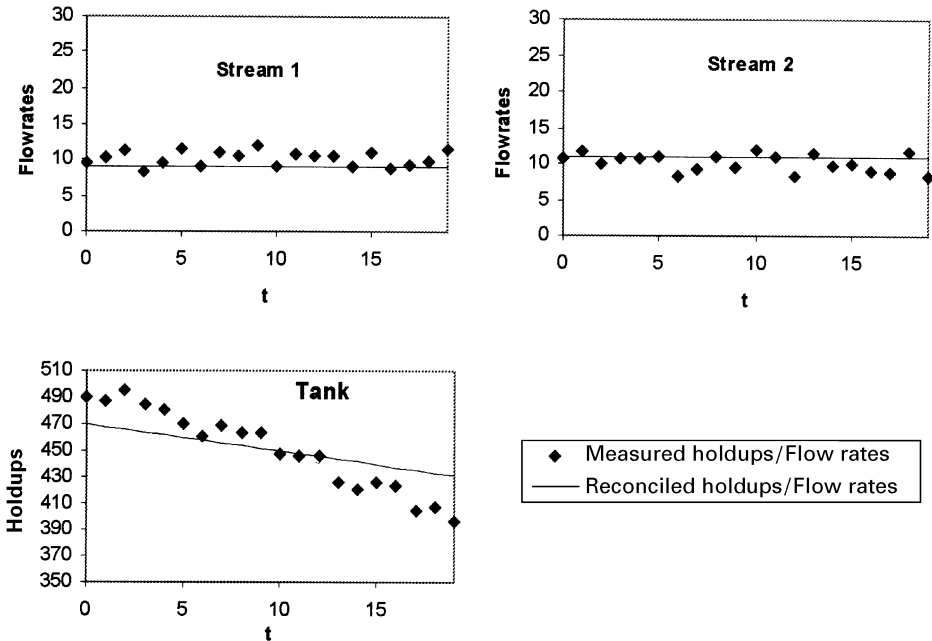 30
25
20
15
10
5
0
Flowrates
Stream 1
0 5 10 15
t
30
25
20
15
10
5
0
Flowrates
Stream 2
0 5 10 15
t
510
490
470
450
430
410
390
370
350
Holdups
Tank
0 5 10 15
t
Measured holdups/Flow rates
Reconciled holdups/Flow rates